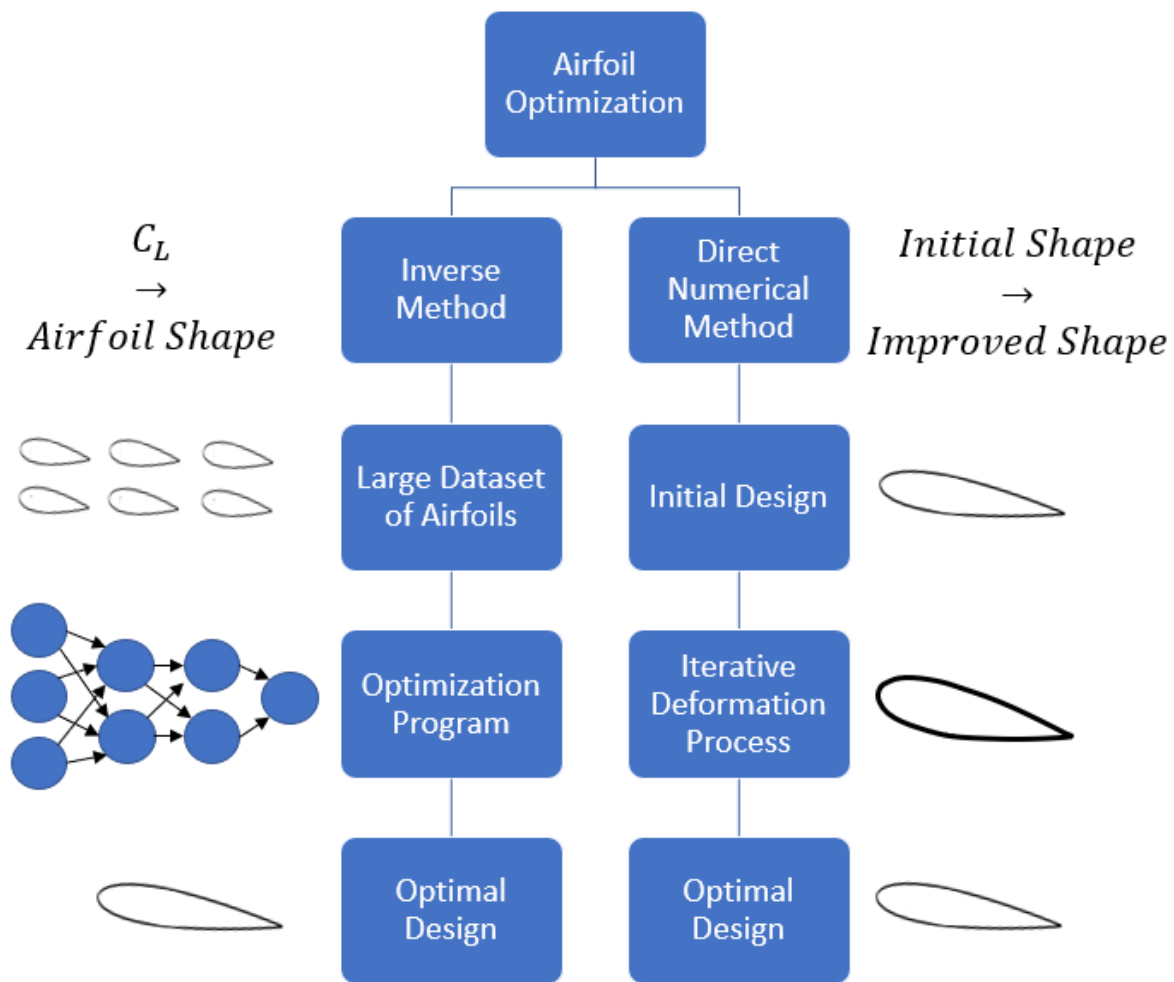 Airfoil
Optimization
C_L
→
Airfoil Shape
Inverse
Method
Direct
Numerical
Method
Initial Shape
→
Improved Shape
Large Dataset
of Airfoils
Initial Design
Optimization
Program
Iterative
Deformation
Process
Optimal
Design
Optimal
Design